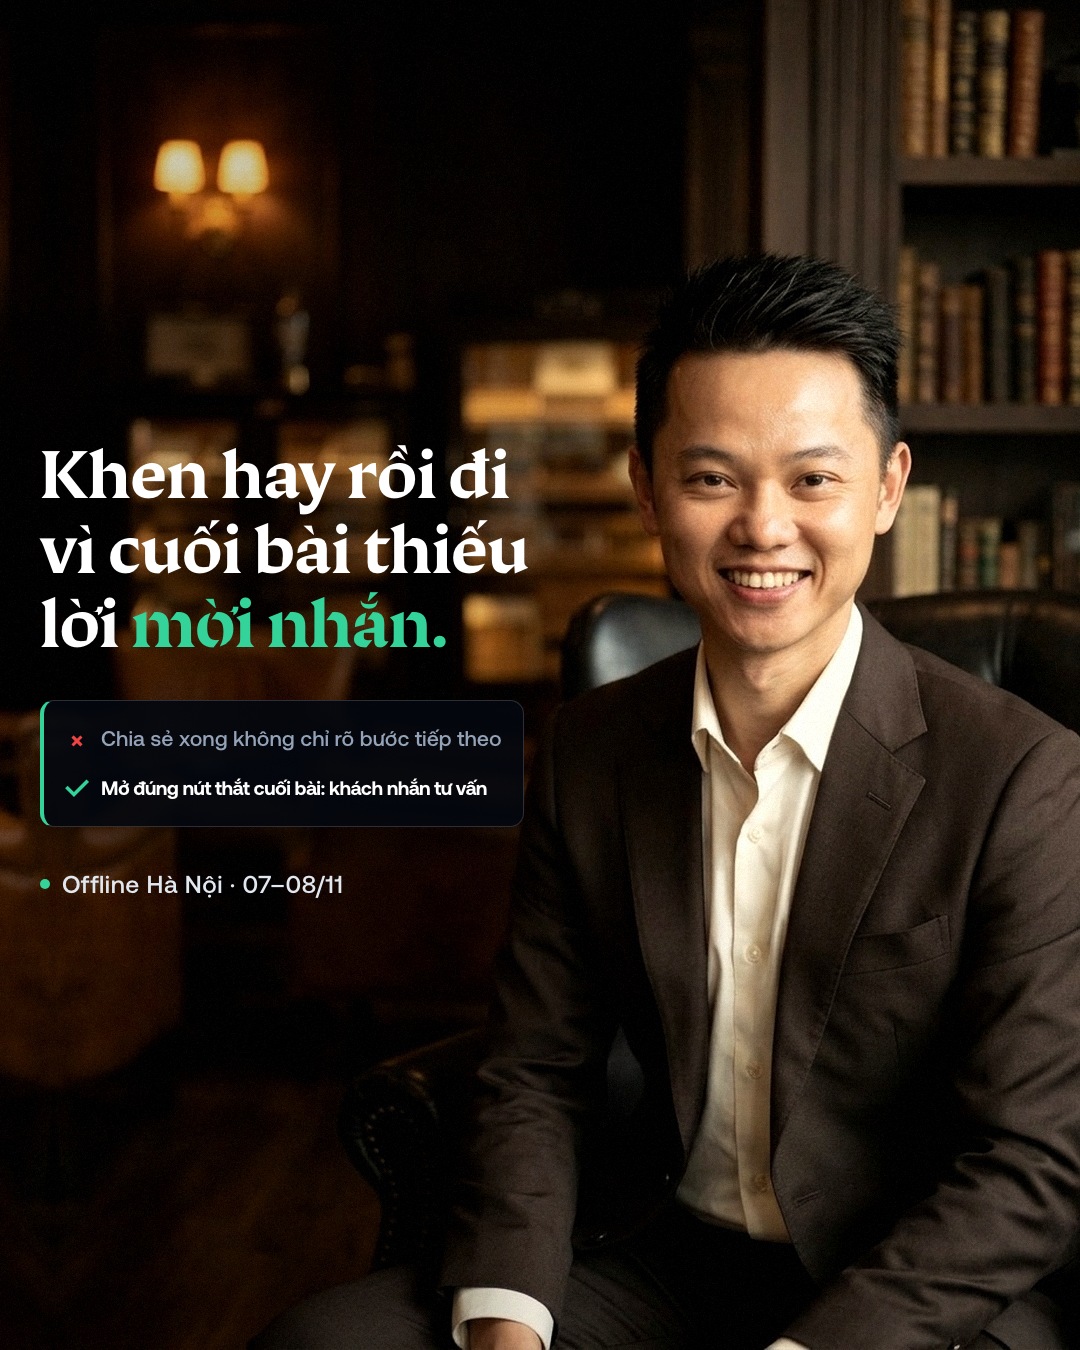 Khen hay rồi đi
vì cuối bài thiếu
lời mời nhắn.
Chia sẻ xong không chỉ rõ bước tiếp theo
Mở đúng nút thắt cuối bài: khách nhắn tư vấn
Offline Hà Nội · 07–08/11